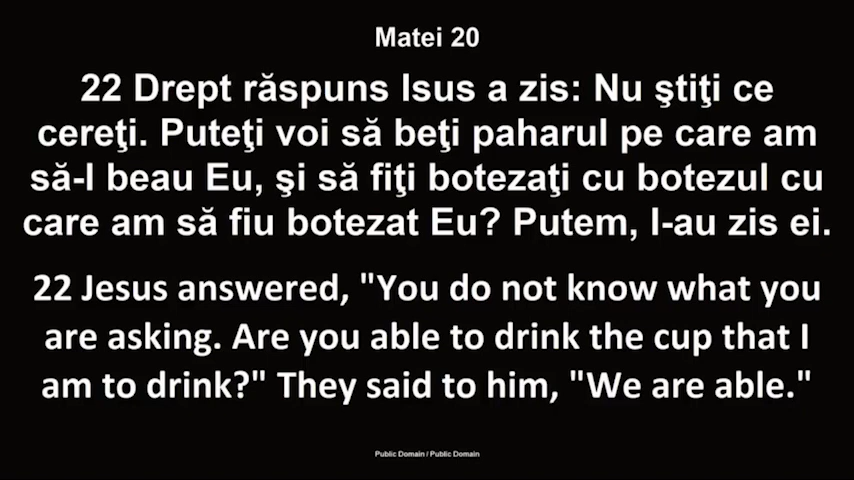 Matei 20
22 Drept răspuns Isus a zis: Nu ştiţi ce
cereţi. Puteţi voi să beţi paharul pe care am
să-l beau Eu, şi să fiţi botezaţi cu botezul cu
care am să fiu botezat Eu? Putem, I-au zis ei.
22 Jesus answered, "You do not know what you
are asking. Are you able to drink the cup that I
am to drink?" They said to him, "We are able."
Public Domain / Public Domain